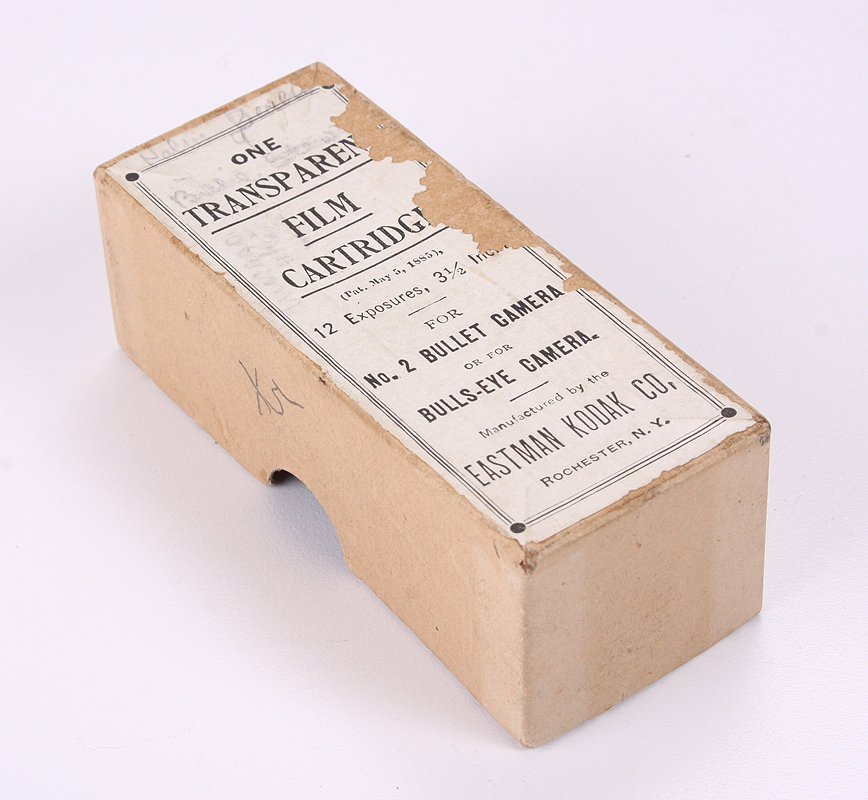 ONE
TRANSPAREN
FILM
CARTRIDG
(Pat. May 5, 1885),
12 Exposures, 3½
FOR
No. 2 BULLET CAMERA
OR FOR
BULLS-EYE CAMERA.
Manufactured by the
EASTMAN KODAK CO,
ROCHESTER, N. Y.